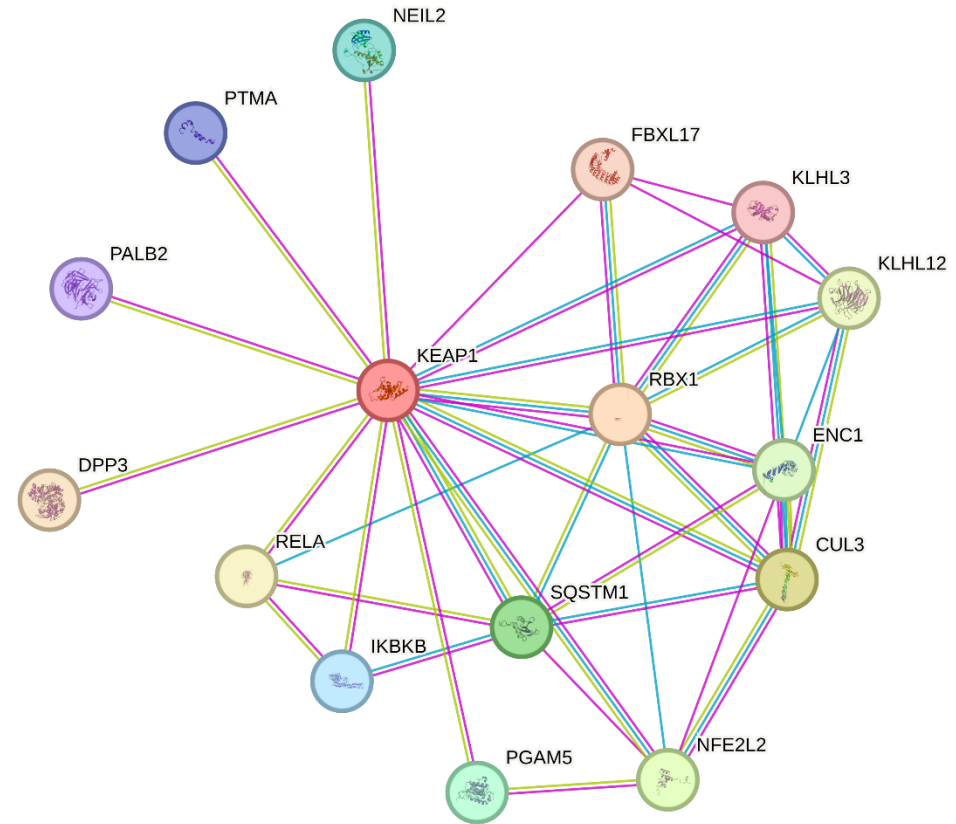 NEIL2
PTMA
FBXL17
KLHL3
PALB2
KLHL12
KEAP1
RBX1
ENC1
DPP3
RELA
CUL3
SQSTM1
IKBKB
NFE2L2
PGAM5